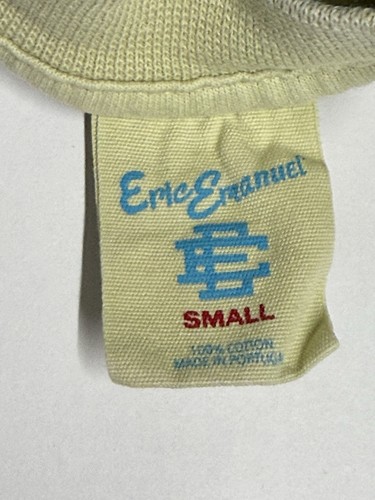 Eric Emanuel
EE
SMALL
100% COTTON
MADE IN PORTUGAL